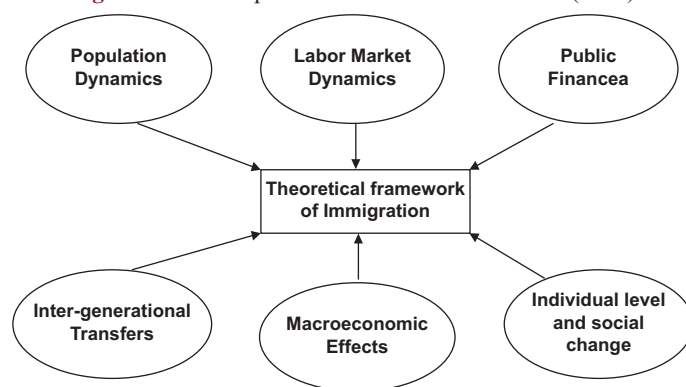 Population
Dynamics
Labor Market
Dynamics
Public
Financea
Theoretical framework
of Immigration
Inter-generational
Transfers
Macroeconomic
Effects
Individual level
and social
change